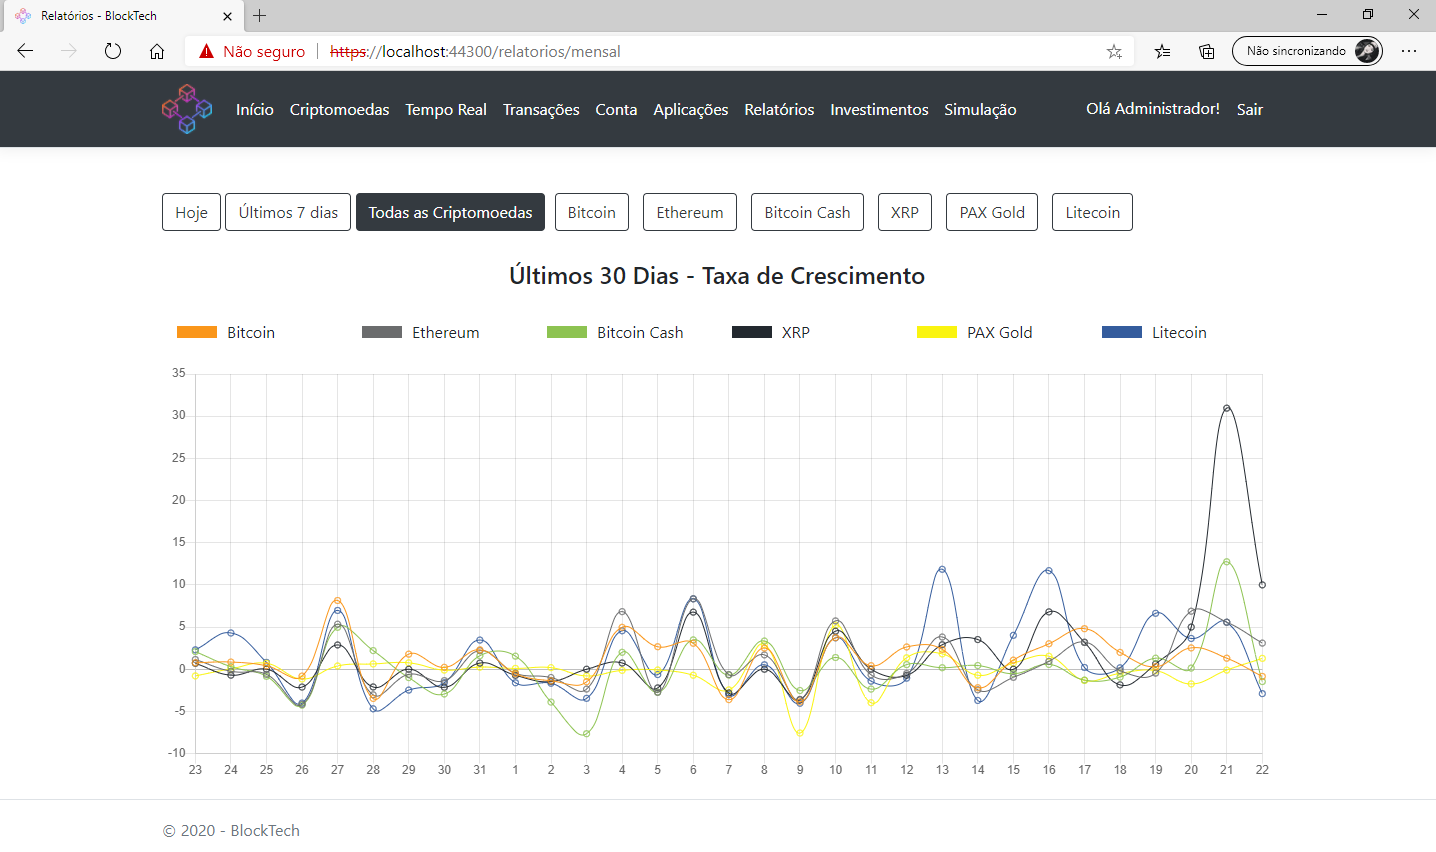 Relatórios - BlockTech
Não seguro | https://localhost:44300/relatorios/mensal
Não sincronizando
Início Criptomoedas Tempo Real Transações Conta Aplicações Relatórios Investimentos Simulação Olá Administrador! Sair
Hoje Últimos 7 dias Todas as Criptomoedas Bitcoin Ethereum Bitcoin Cash XRP PAX Gold Litecoin
Últimos 30 Dias - Taxa de Crescimento
Bitcoin Ethereum Bitcoin Cash XRP PAX Gold Litecoin
35
30
25
20
15
10
5
0
-5
-10
23 24 25 26 27 28 29 30 31 1 2 3 4 5 6 7 8 9 10 11 12 13 14 15 16 17 18 19 20 21 22
© 2020 - BlockTech